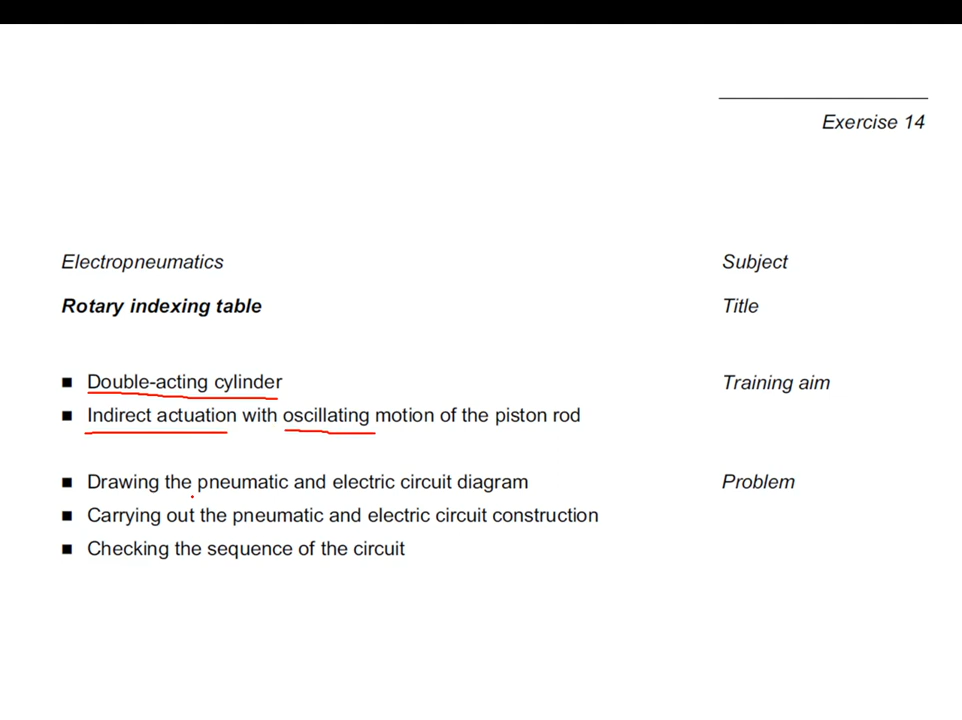 Exercise 14
Electropneumatics Subject
Rotary indexing table Title
■ Double-acting cylinder Training aim
■ Indirect actuation with oscillating motion of the piston rod
■ Drawing the pneumatic and electric circuit diagram Problem
■ Carrying out the pneumatic and electric circuit construction
■ Checking the sequence of the circuit